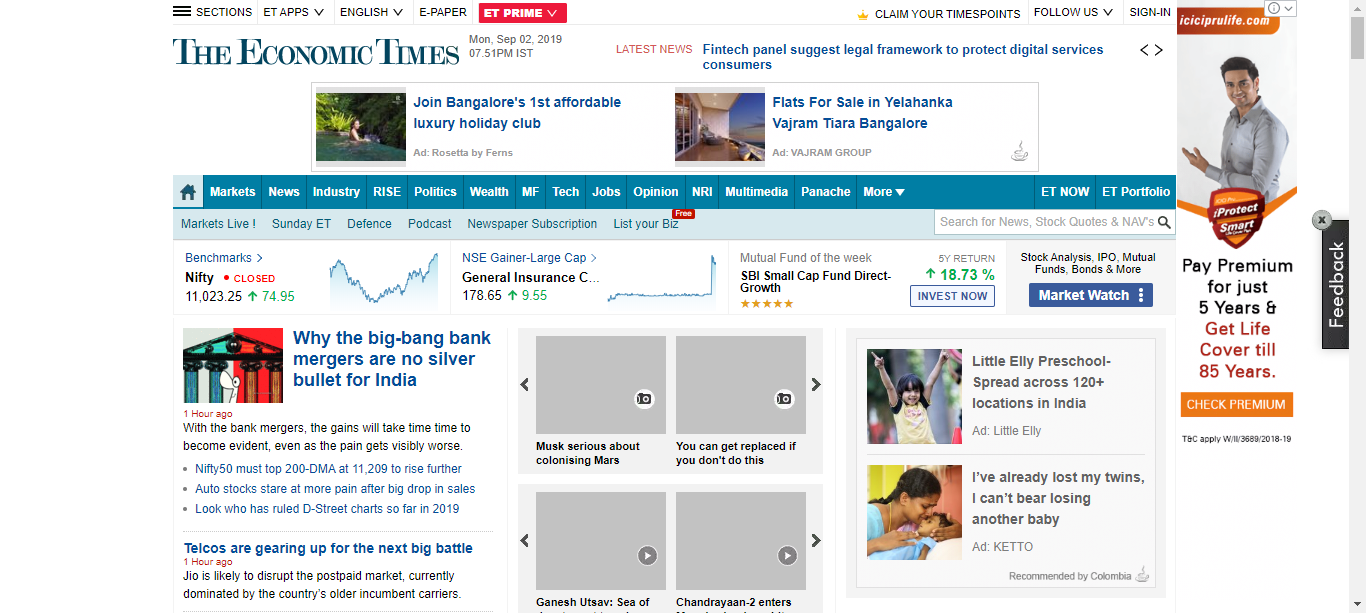 SECTIONS ET APPS ENGLISH E-PAPER ET PRIME CLAIM YOUR TIMESPOINTS FOLLOW US SIGN-IN
THE ECONOMIC TIMES
Mon, Sep 02, 2019
07.51PM IST
LATEST NEWS
Fintech panel suggest legal framework to protect digital services
consumers
Join Bangalore's 1st affordable
luxury holiday club
Ad: Rosetta by Ferns
Flats For Sale in Yelahanka
Vajram Tiara Bangalore
Ad: VAJRAM GROUP
Markets News Industry RISE Politics Wealth MF Tech Jobs Opinion NRI Multimedia Panache More ET NOW ET Portfolio
Markets Live ! Sunday ET Defence Podcast Newspaper Subscription List your Biz Free
Search for News, Stock Quotes & NAV's
Benchmarks
Nifty CLOSED
11,023.25 74.95
NSE Gainer-Large Cap
General Insurance C...
178.65 9.55
Mutual Fund of the week
SBI Small Cap Fund Direct-
Growth
5Y RETURN
18.73 %
INVEST NOW
Stock Analysis, IPO, Mutual
Funds, Bonds & More
Market Watch
Why the big-bang bank
mergers are no silver
bullet for India
1 Hour ago
With the bank mergers, the gains will take time time to
become evident, even as the pain gets visibly worse.
Nifty50 must top 200-DMA at 11,209 to rise further
Auto stocks stare at more pain after big drop in sales
Look who has ruled D-Street charts so far in 2019
Telcos are gearing up for the next big battle
1 Hour ago
Jio is likely to disrupt the postpaid market, currently
dominated by the country's older incumbent carriers.
Musk serious about
colonising Mars
You can get replaced if
you don't do this
Ganesh Utsav: Sea of
Chandrayaan-2 enters
Little Elly Preschool-
Spread across 120+
locations in India
Ad: Little Elly
I've already lost my twins,
I can't bear losing
another baby
Ad: KETTO
Recommended by Colombia
iciciprulife.com
iProtect
Smart
Pay Premium
for just
5 Years &
Get Life
Cover till
85 Years.
CHECK PREMIUM
T&C apply W/II/3689/2018-19
x
Feedback